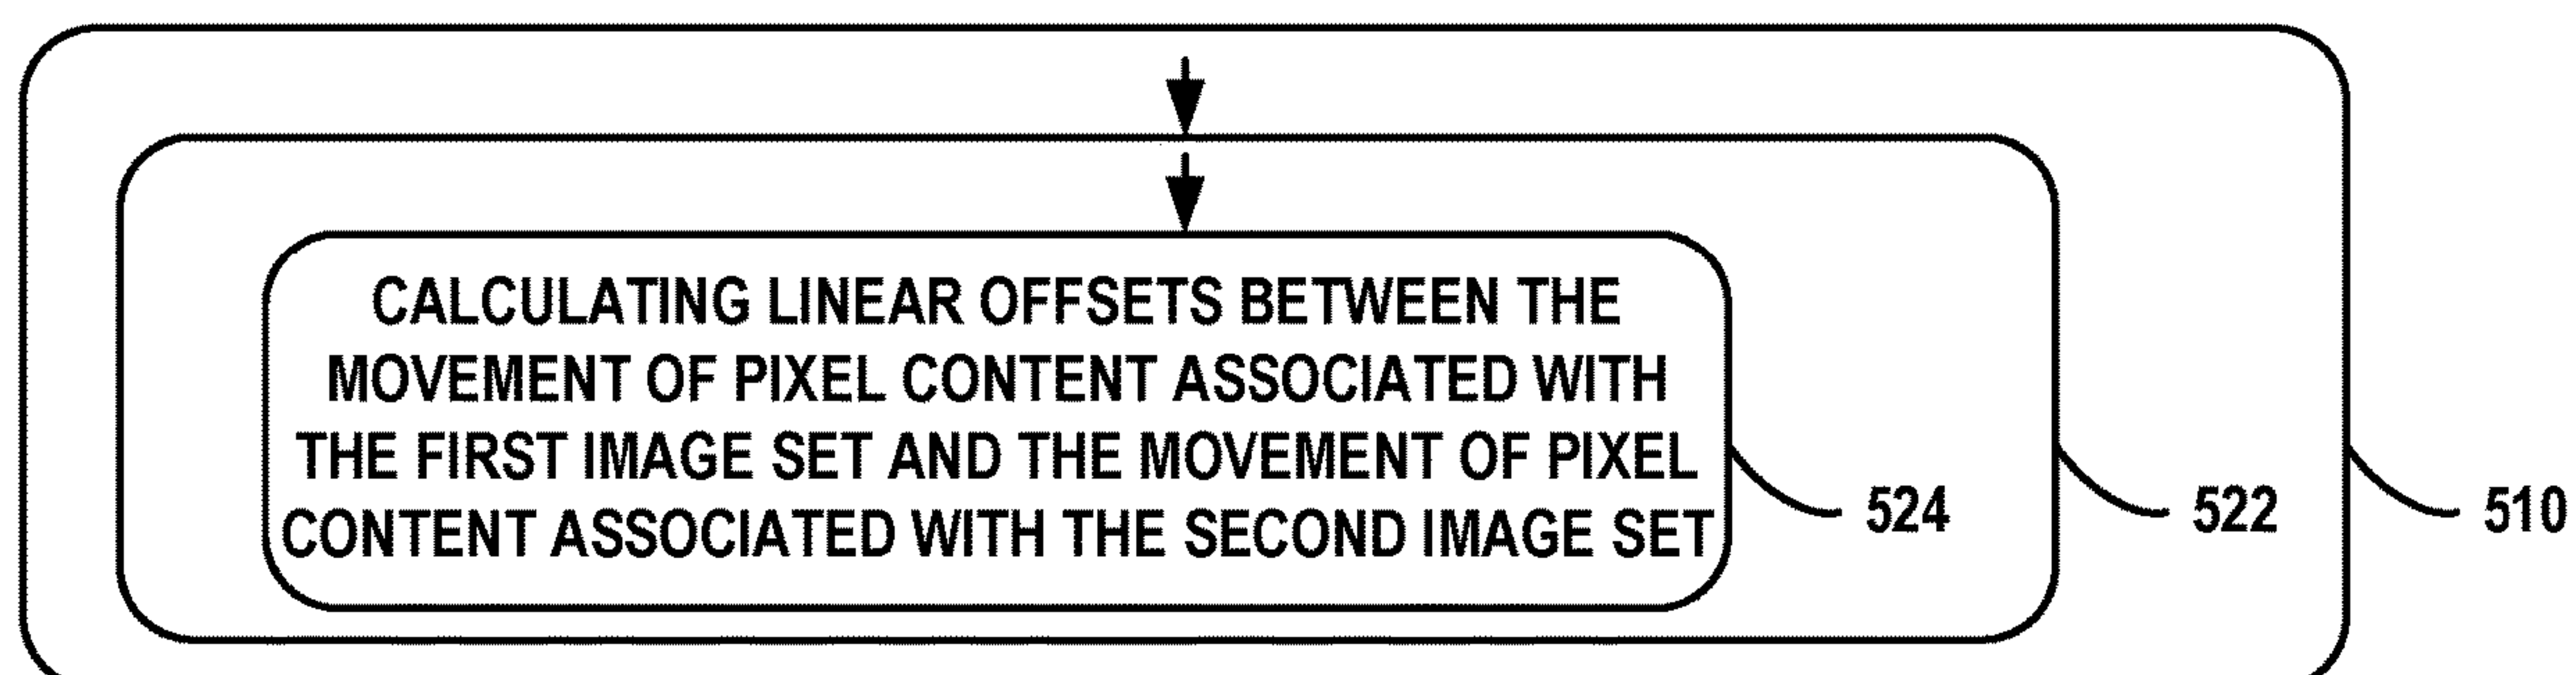 CALCULATING LINEAR OFFSETS BETWEEN THE
MOVEMENT OF PIXEL CONTENT ASSOCIATED WITH
THE FIRST IMAGE SET AND THE MOVEMENT OF PIXEL
CONTENT ASSOCIATED WITH THE SECOND IMAGE SET
524
522
510